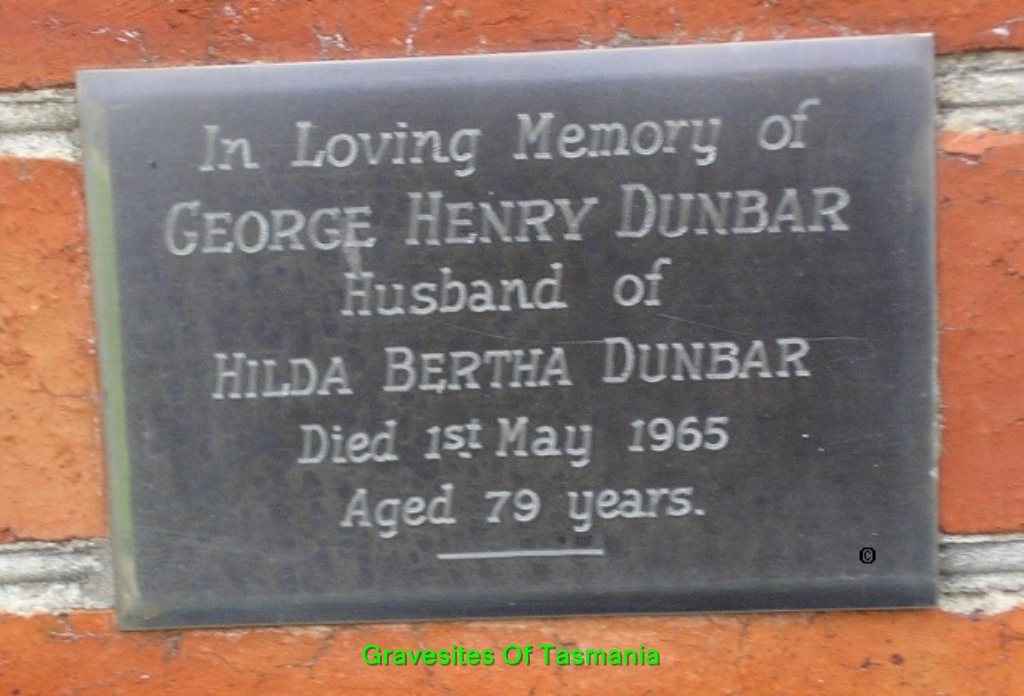 In Loving Memory of
GEORGE HENRY DUNBAR
Husband of
HILDA BERTHA DUNBAR
Died 1st May 1965
Aged 79 years.
©
Gravesites Of Tasmania